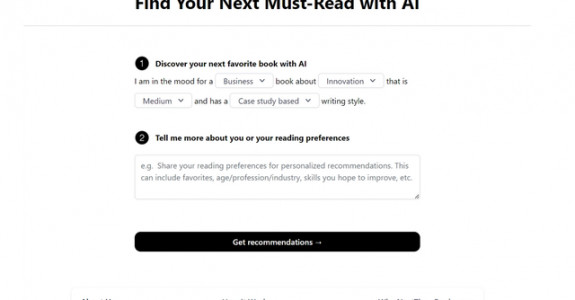 Find Your Next Must-Read with AI
1 Discover your next favorite book with AI
I am in the mood for a Business book about Innovation that is
Medium and has a Case study based writing style.
2 Tell me more about you or your reading preferences
e.g. Share your reading preferences for personalized recommendations. This
can include favorites, age/profession/industry, skills you hope to improve, etc.
Get recommendations →